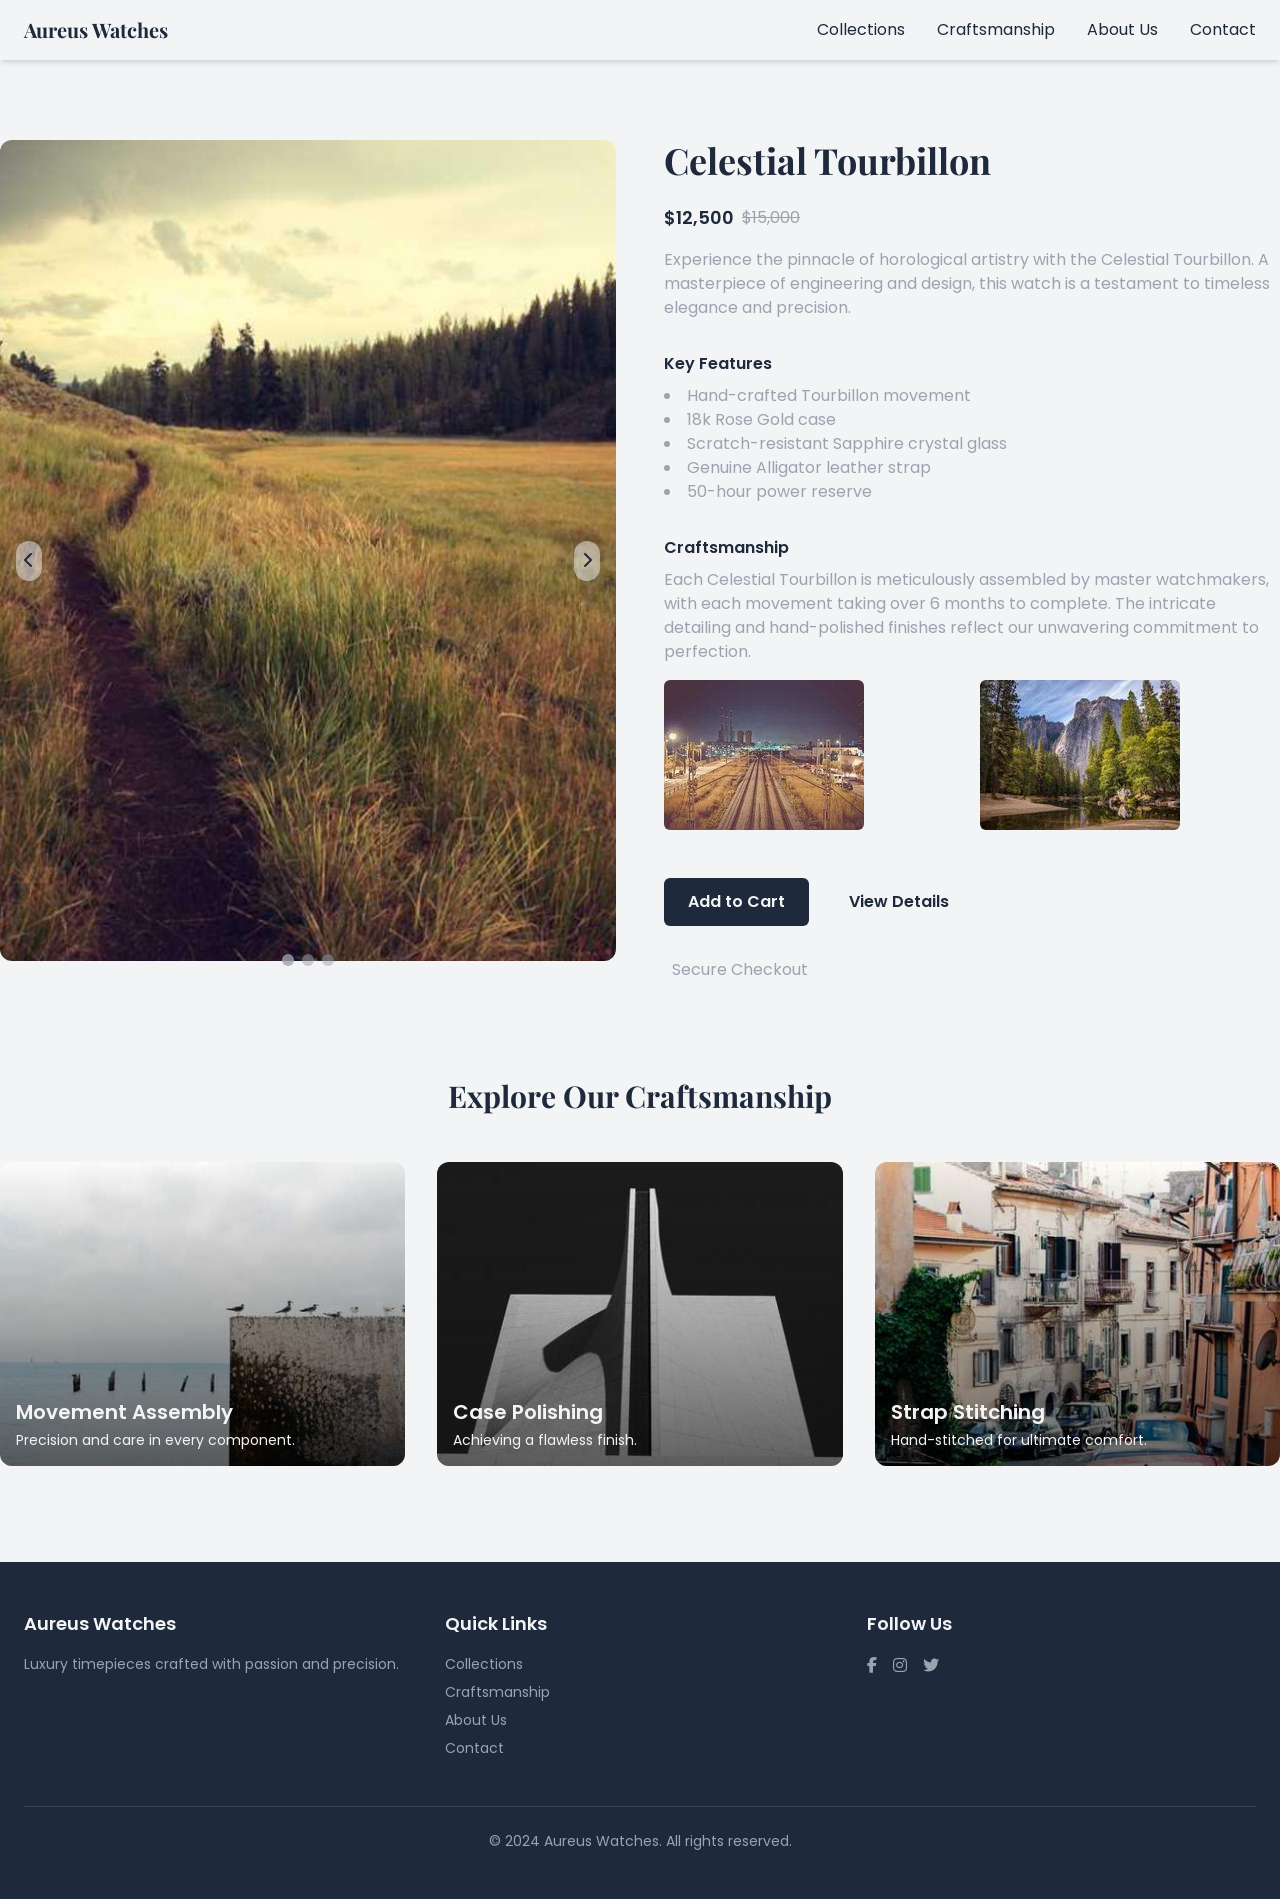 Aureus Watches
Collections
Craftsmanship
About Us
Contact
Celestial Tourbillon
$12,500 $15,000
Experience the pinnacle of horological artistry with the Celestial Tourbillon. A
masterpiece of engineering and design, this watch is a testament to timeless
elegance and precision.
Key Features
Hand-crafted Tourbillon movement
18k Rose Gold case
Scratch-resistant Sapphire crystal glass
Genuine Alligator leather strap
50-hour power reserve
Craftsmanship
Each Celestial Tourbillon is meticulously assembled by master watchmakers,
with each movement taking over 6 months to complete. The intricate
detailing and hand-polished finishes reflect our unwavering commitment to
perfection.
Add to Cart
View Details
Secure Checkout
Explore Our Craftsmanship
Movement Assembly
Precision and care in every component.
Case Polishing
Achieving a flawless finish.
Strap Stitching
Hand-stitched for ultimate comfort.
Aureus Watches
Luxury timepieces crafted with passion and precision.
Quick Links
Collections
Craftsmanship
About Us
Contact
Follow Us
© 2024 Aureus Watches. All rights reserved.